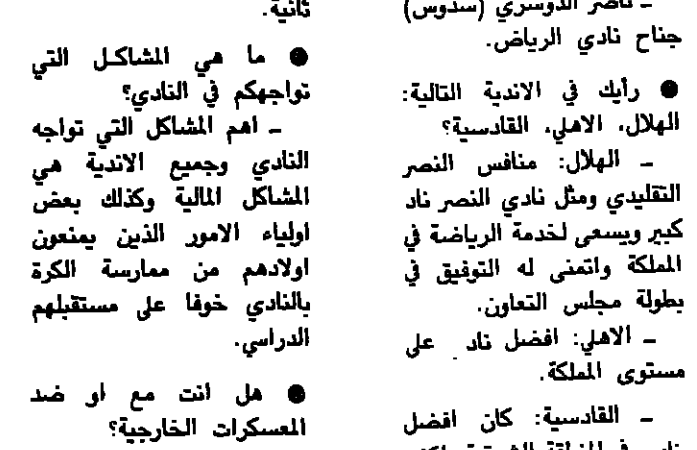 ـ ناصر الدوسري (سدوس)
جناح نادي الرياض.
● رأيك في الاندية التالية:
الهلال، الاهلي، القادسية؟
ـ الهلال: منافس النصر
التقليدي ومثل نادي النصر ناد
كبير ويسعى لخدمة الرياضة في
المملكة واتمنى له التوفيق في
بطولة مجلس التعاون.
ـ الاهلي: افضل ناد على
مستوى المملكة.
ـ القادسية: كان افضل
ثانية.
● ما هي المشاكل التي
تواجهكم في النادي؟
ـ اهم المشاكل التي تواجه
النادي وجميع الاندية هي
المشاكل المالية وكذلك بعض
اولياء الامور الذين يمنعون
اولادهم من ممارسة الكرة
بالنادي خوفا على مستقبلهم
الدراسي.
● هل انت مع او ضد
المعسكرات الخارجية؟